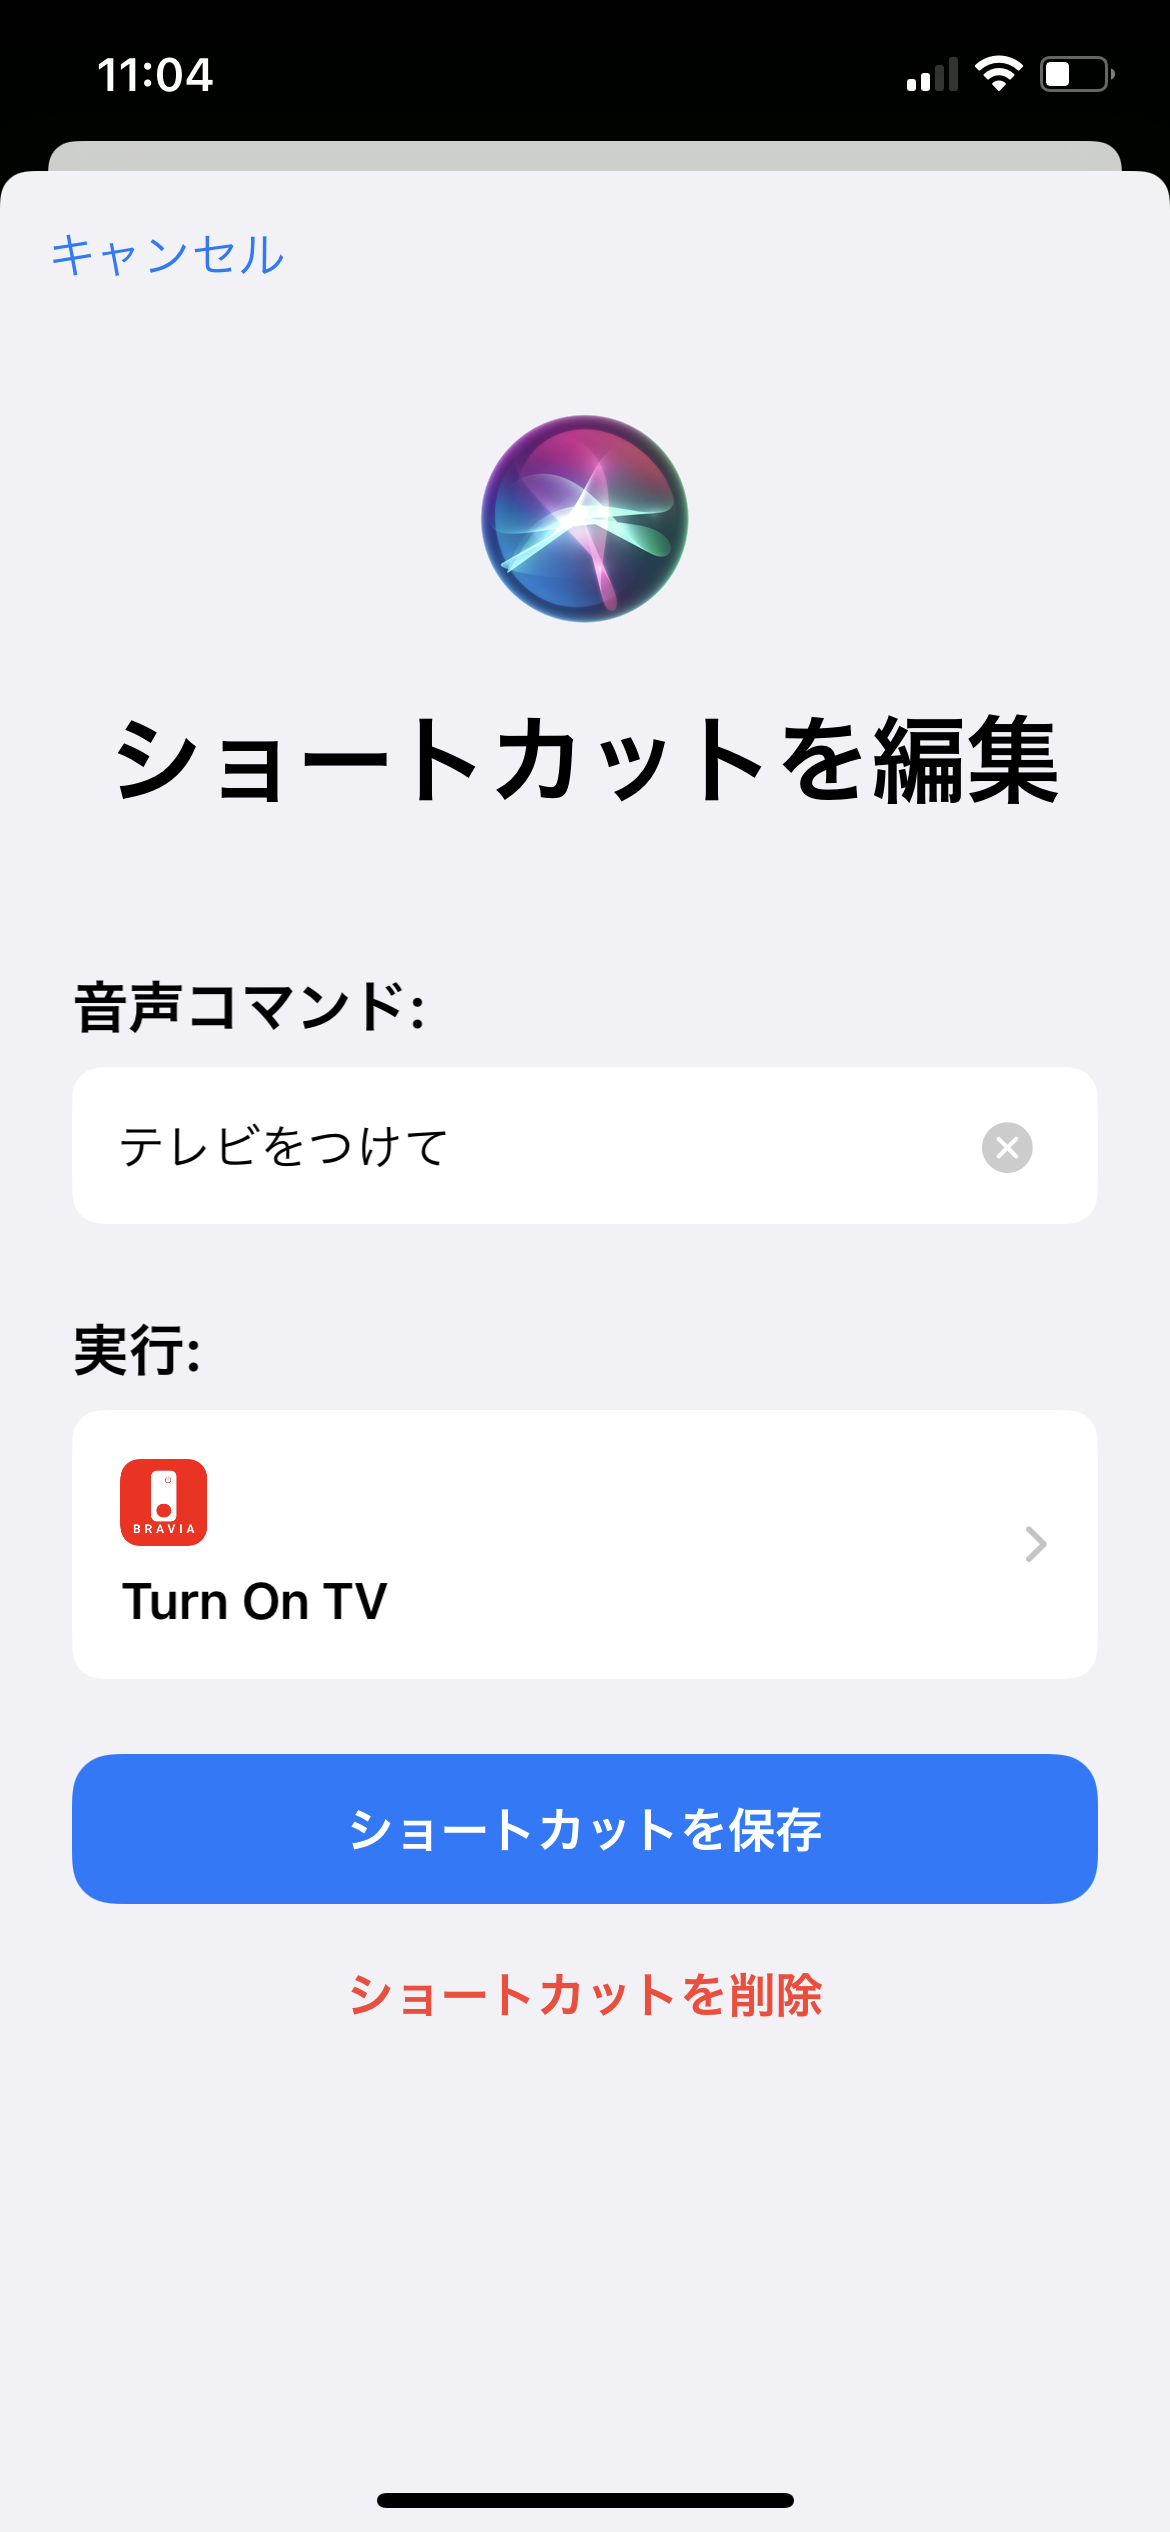 11:04
キャンセル
ショートカットを編集
音声コマンド:
テレビをつけて
実行:
BRAVIA
Turn On TV
ショートカットを保存
ショートカットを削除